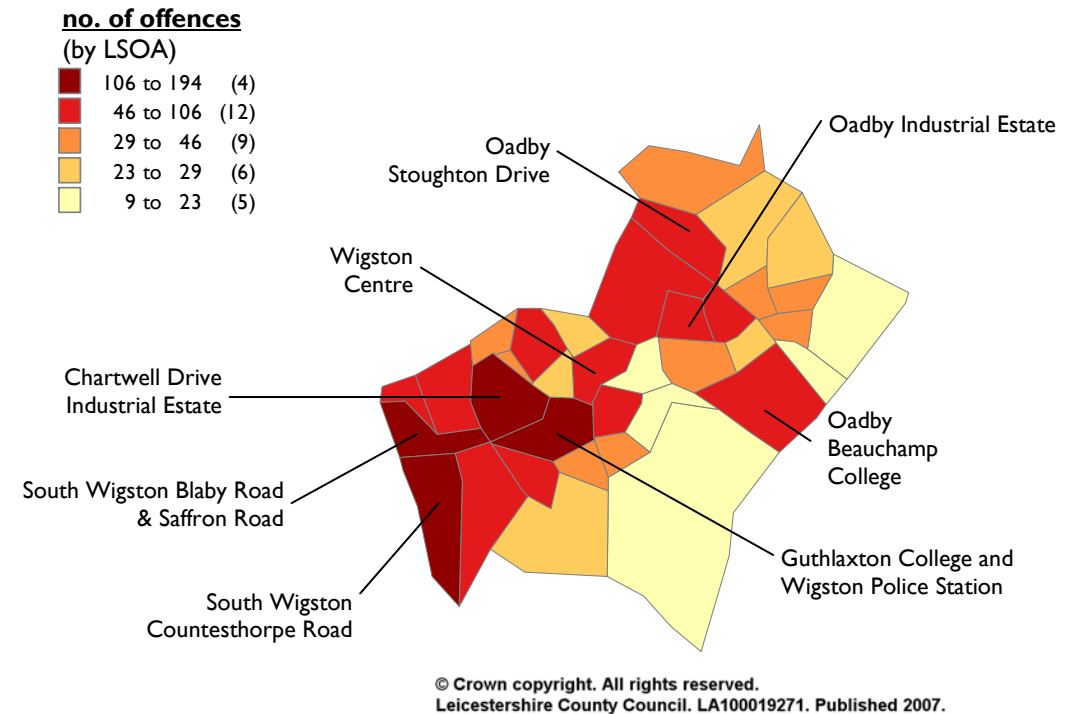 no. of offences
(by LSOA)
106 to 194 (4)
46 to 106 (12)
29 to 46 (9)
23 to 29 (6)
9 to 23 (5)
Oadby Industrial Estate
Oadby
Stoughton Drive
Wigston
Centre
Chartwell Drive
Industrial Estate
Oadby
Beauchamp
College
South Wigston Blaby Road
& Saffron Road
Guthlaxton College and
Wigston Police Station
South Wigston
Countesthorpe Road
© Crown copyright. All rights reserved.
Leicestershire County Council. LA100019271. Published 2007.